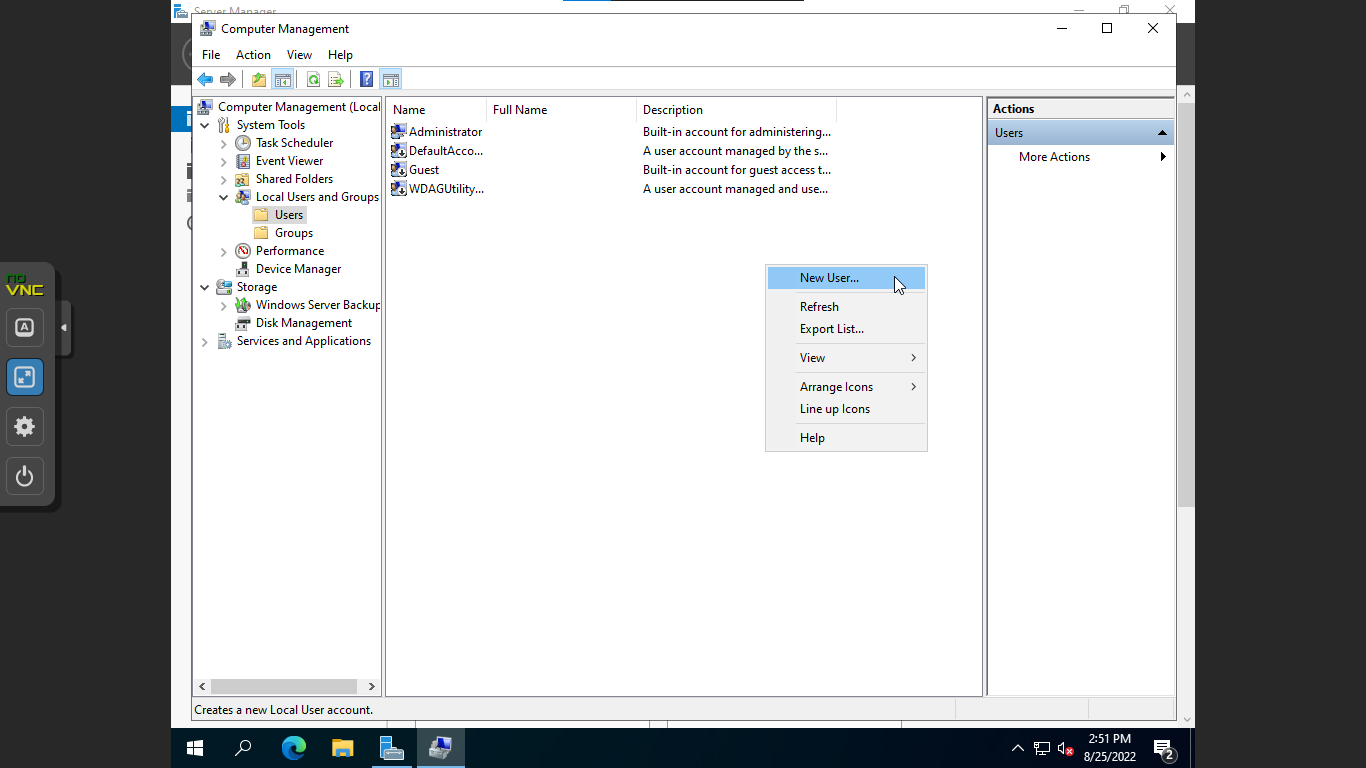 Server Manager
Computer Management
File Action View Help
Computer Management (Local
System Tools
Task Scheduler
Event Viewer
Shared Folders
Local Users and Groups
Users
Groups
Performance
Device Manager
Storage
Windows Server Backup
Disk Management
Services and Applications
Name Full Name Description
Administrator Built-in account for administering...
DefaultAcco... A user account managed by the s...
Guest Built-in account for guest access t...
WDAGUtility... A user account managed and use...
New User...
Refresh
Export List...
View
Arrange Icons
Line up Icons
Help
Actions
Users
More Actions
no
VNC
A
Creates a new Local User account.
2:51 PM
8/25/2022
2